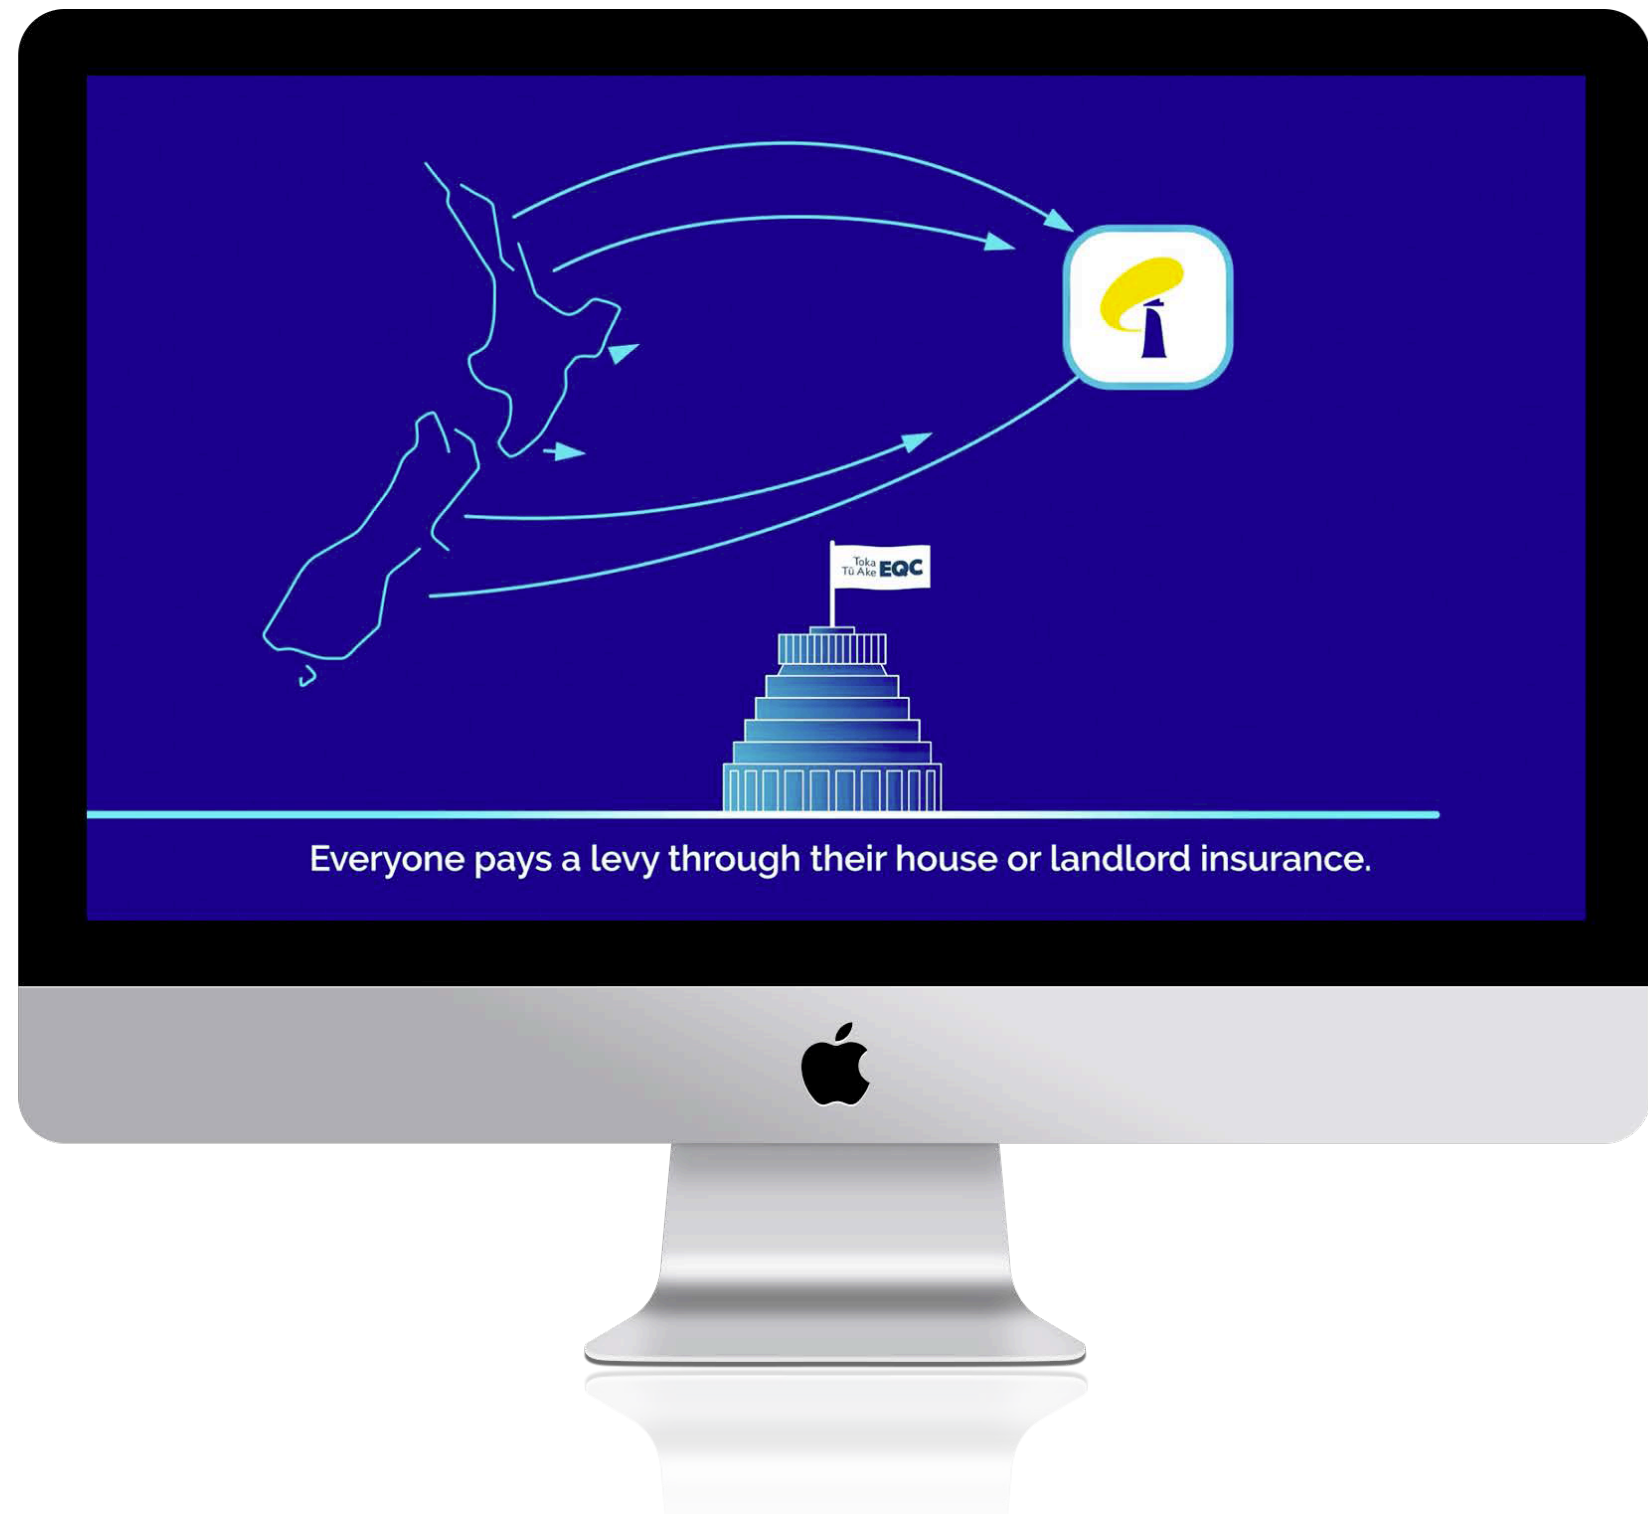 Toka
Tū Ake EQC
Everyone pays a levy through their house or landlord insurance.